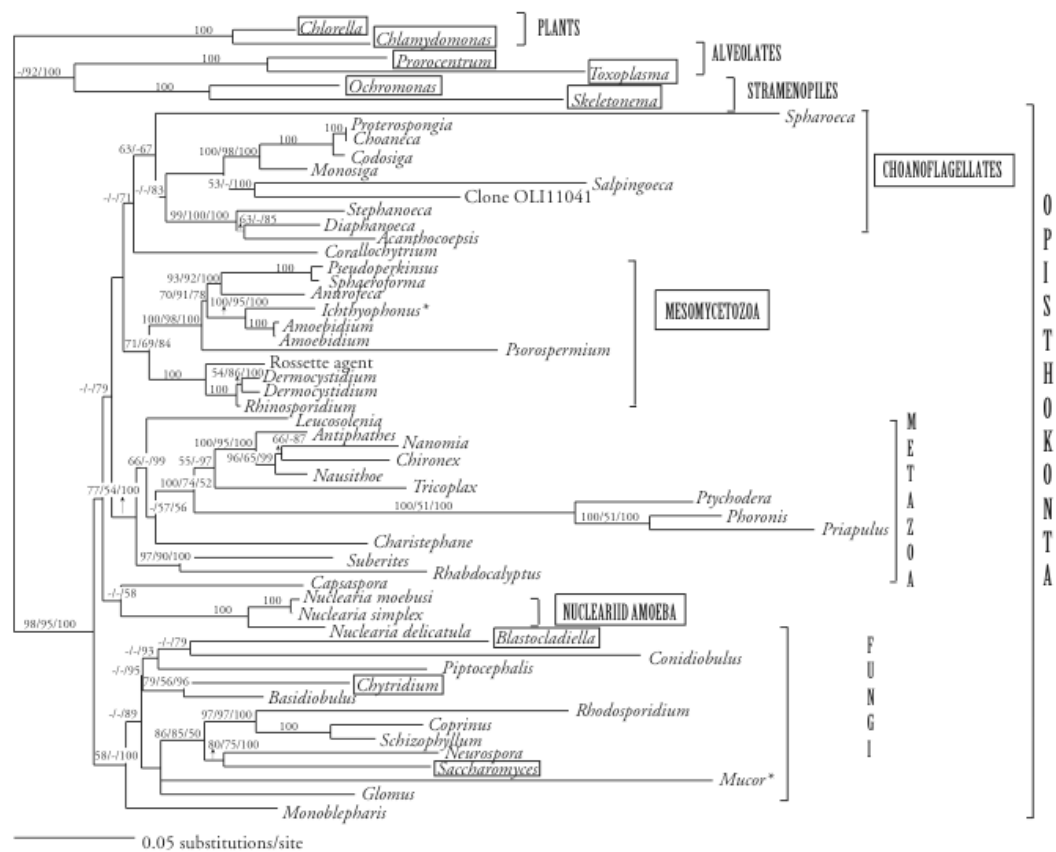 100
Chlorella
Chlamydomonas
PLANTS
100
Prorocentrum
Toxoplasma
ALVEOLATES
-/92/100
100
Ochromonas
Skeletonema
STRAMENOPILES
Spharoeca
100
Proterospongia
Choaneca
100
Codosiga
63/-67
100/98/100
Monosiga
CHOANOFLAGELLATES
-/-/83
53/-/100
Salpingoeca
-/-/71
Clone OLI11041
99/100/100
Stephanoeca
63/-/85
Diaphanoeca
Acanthocoepsis
Corallochytrium
93/92/100
100
Pseudoperkinsus
Sphaeroforma
70/91/78
Anurofeca
100/95/100
Ichthyophonus*
MESOMYCETOZOA
100/98/100
100
Amoebidium
Amoebidium
71/69/84
Psorospermium
Rossette agent
100
54/86/100
Dermocystidium
-/-/79
100
Dermocystidium
Rhinosporidium
Leucosolenia
Antiphathes
100/95/100
66/-87
Nanomia
66/-/99
55/-97
96/65/99
Chironex
Nausithoe
77/54/100
100/74/52
Tricoplax
-/57/56
100/51/100
Ptychodera
100/51/100
Phoronis
Priapulus
Charistephane
97/90/100
Suberites
Rhabdocalyptus
METAZOA
Capsaspora
-/-/58
Nuclearia moebusi
100
100
Nuclearia simplex
NUCLEARIID AMOEBA
98/95/100
Nuclearia delicatula
-/-/79
Blastocladiella
-/-/93
Conidiobulus
-/-/95
Piptocephalis
79/56/96
Chytridium
Basidiobulus
-/-/89
97/97/100
Rhodosporidium
86/85/50
100
Coprinus
Schizophyllum
58/-/100
80/75/100
Neurospora
Saccharomyces
Mucor*
Glomus
Monoblepharis
FUNGI
OPISTHOKONTA
0.05 substitutions/site